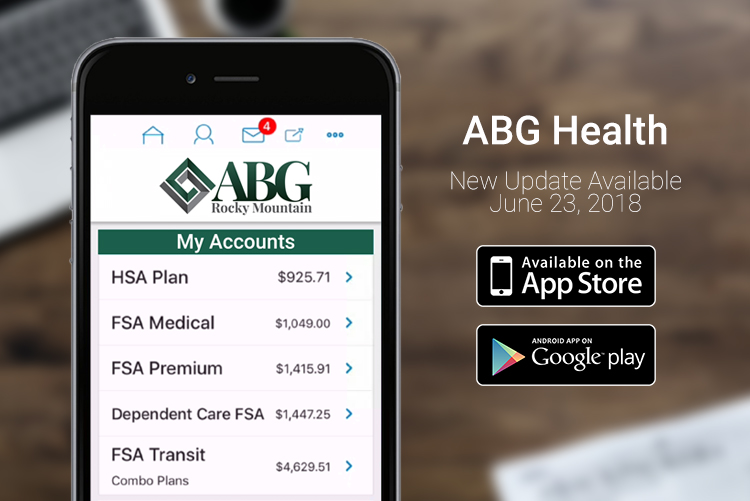 4
ABG
Rocky Mountain
My Accounts
HSA Plan $925.71
FSA Medical $1,049.00
FSA Premium $1,415.91
Dependent Care FSA $1,447.25
FSA Transit $4,629.51
Combo Plans
ABG Health
New Update Available
June 23, 2018
Available on the
App Store
ANDROID APP ON
Google play